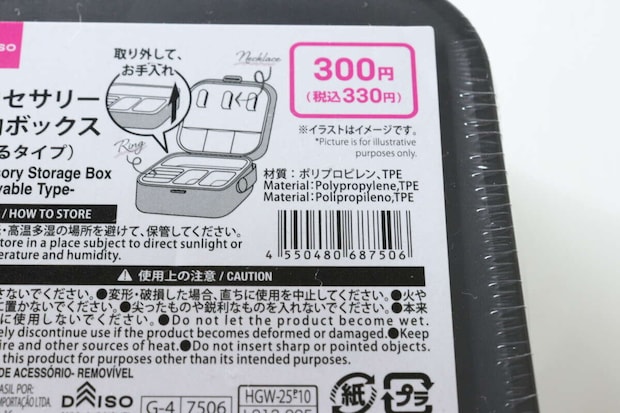 ISO
取り外して、
お手入れ
Necklace
Ring
300円
(税込330円)
※イラストはイメージです。
*Picture is for illustrative
purposes only.
セサリー
ボックス
るタイプ)
sory Storage Box
vable Type-
材質：ポリプロピレン,TPE
Material:Polypropylene,TPE
Material:Polipropileno,TPE
4 550480 687506
/ HOW TO STORE
・高温多湿の場所を避けて、保管してください。
tore in a place subject to direct sunlight or
perature and humidity.
使用上の注意 / CAUTION
さないでください。●変形・破損した場合、直ちに使用を中止してください。●火や
に置かないでください。●尖ったものや鋭利なものを入れないでください。●本来
に使用しないでください。●Do not let the product become wet.
ely discontinue use if the product becomes deformed or damaged.●Keep
ire and other sources of heat.●Do not insert sharp or pointed objects.
this product for purposes other than its intended purposes.
DE ACESSÓRIO- REMOVÍVEL
ASIL POR:
MPORTAÇÃO LTDA.
DAISO
G-4 7506
HGW-25P10
紙
プラ